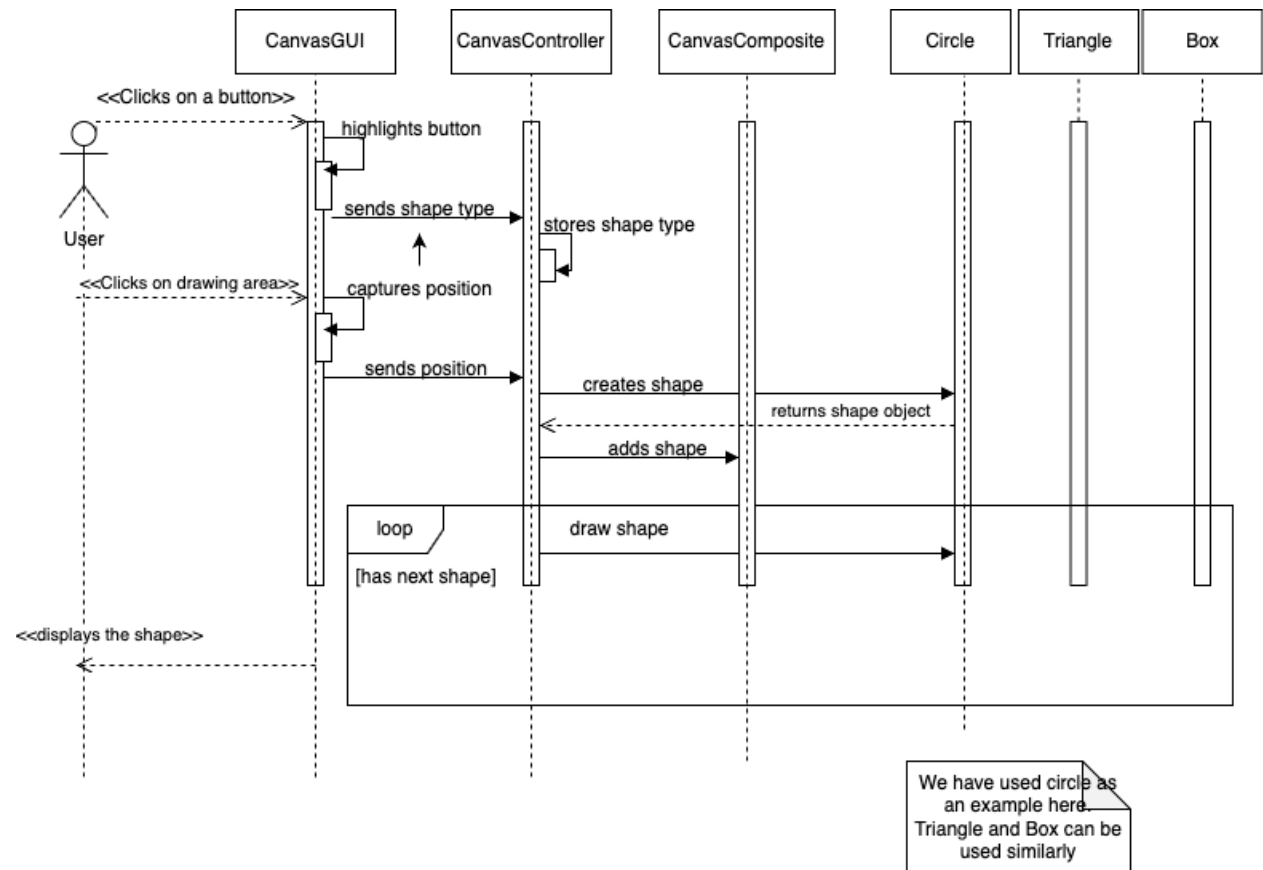 CanvasGUI
CanvasController
CanvasComposite
Circle
Triangle
Box
<<Clicks on a button>>
highlights button
sends shape type
stores shape type
User
<<Clicks on drawing area>>
captures position
sends position
creates shape
returns shape object
adds shape
loop
draw shape
[has next shape]
<<displays the shape>>
We have used circle as
an example here.
Triangle and Box can be
used similarly